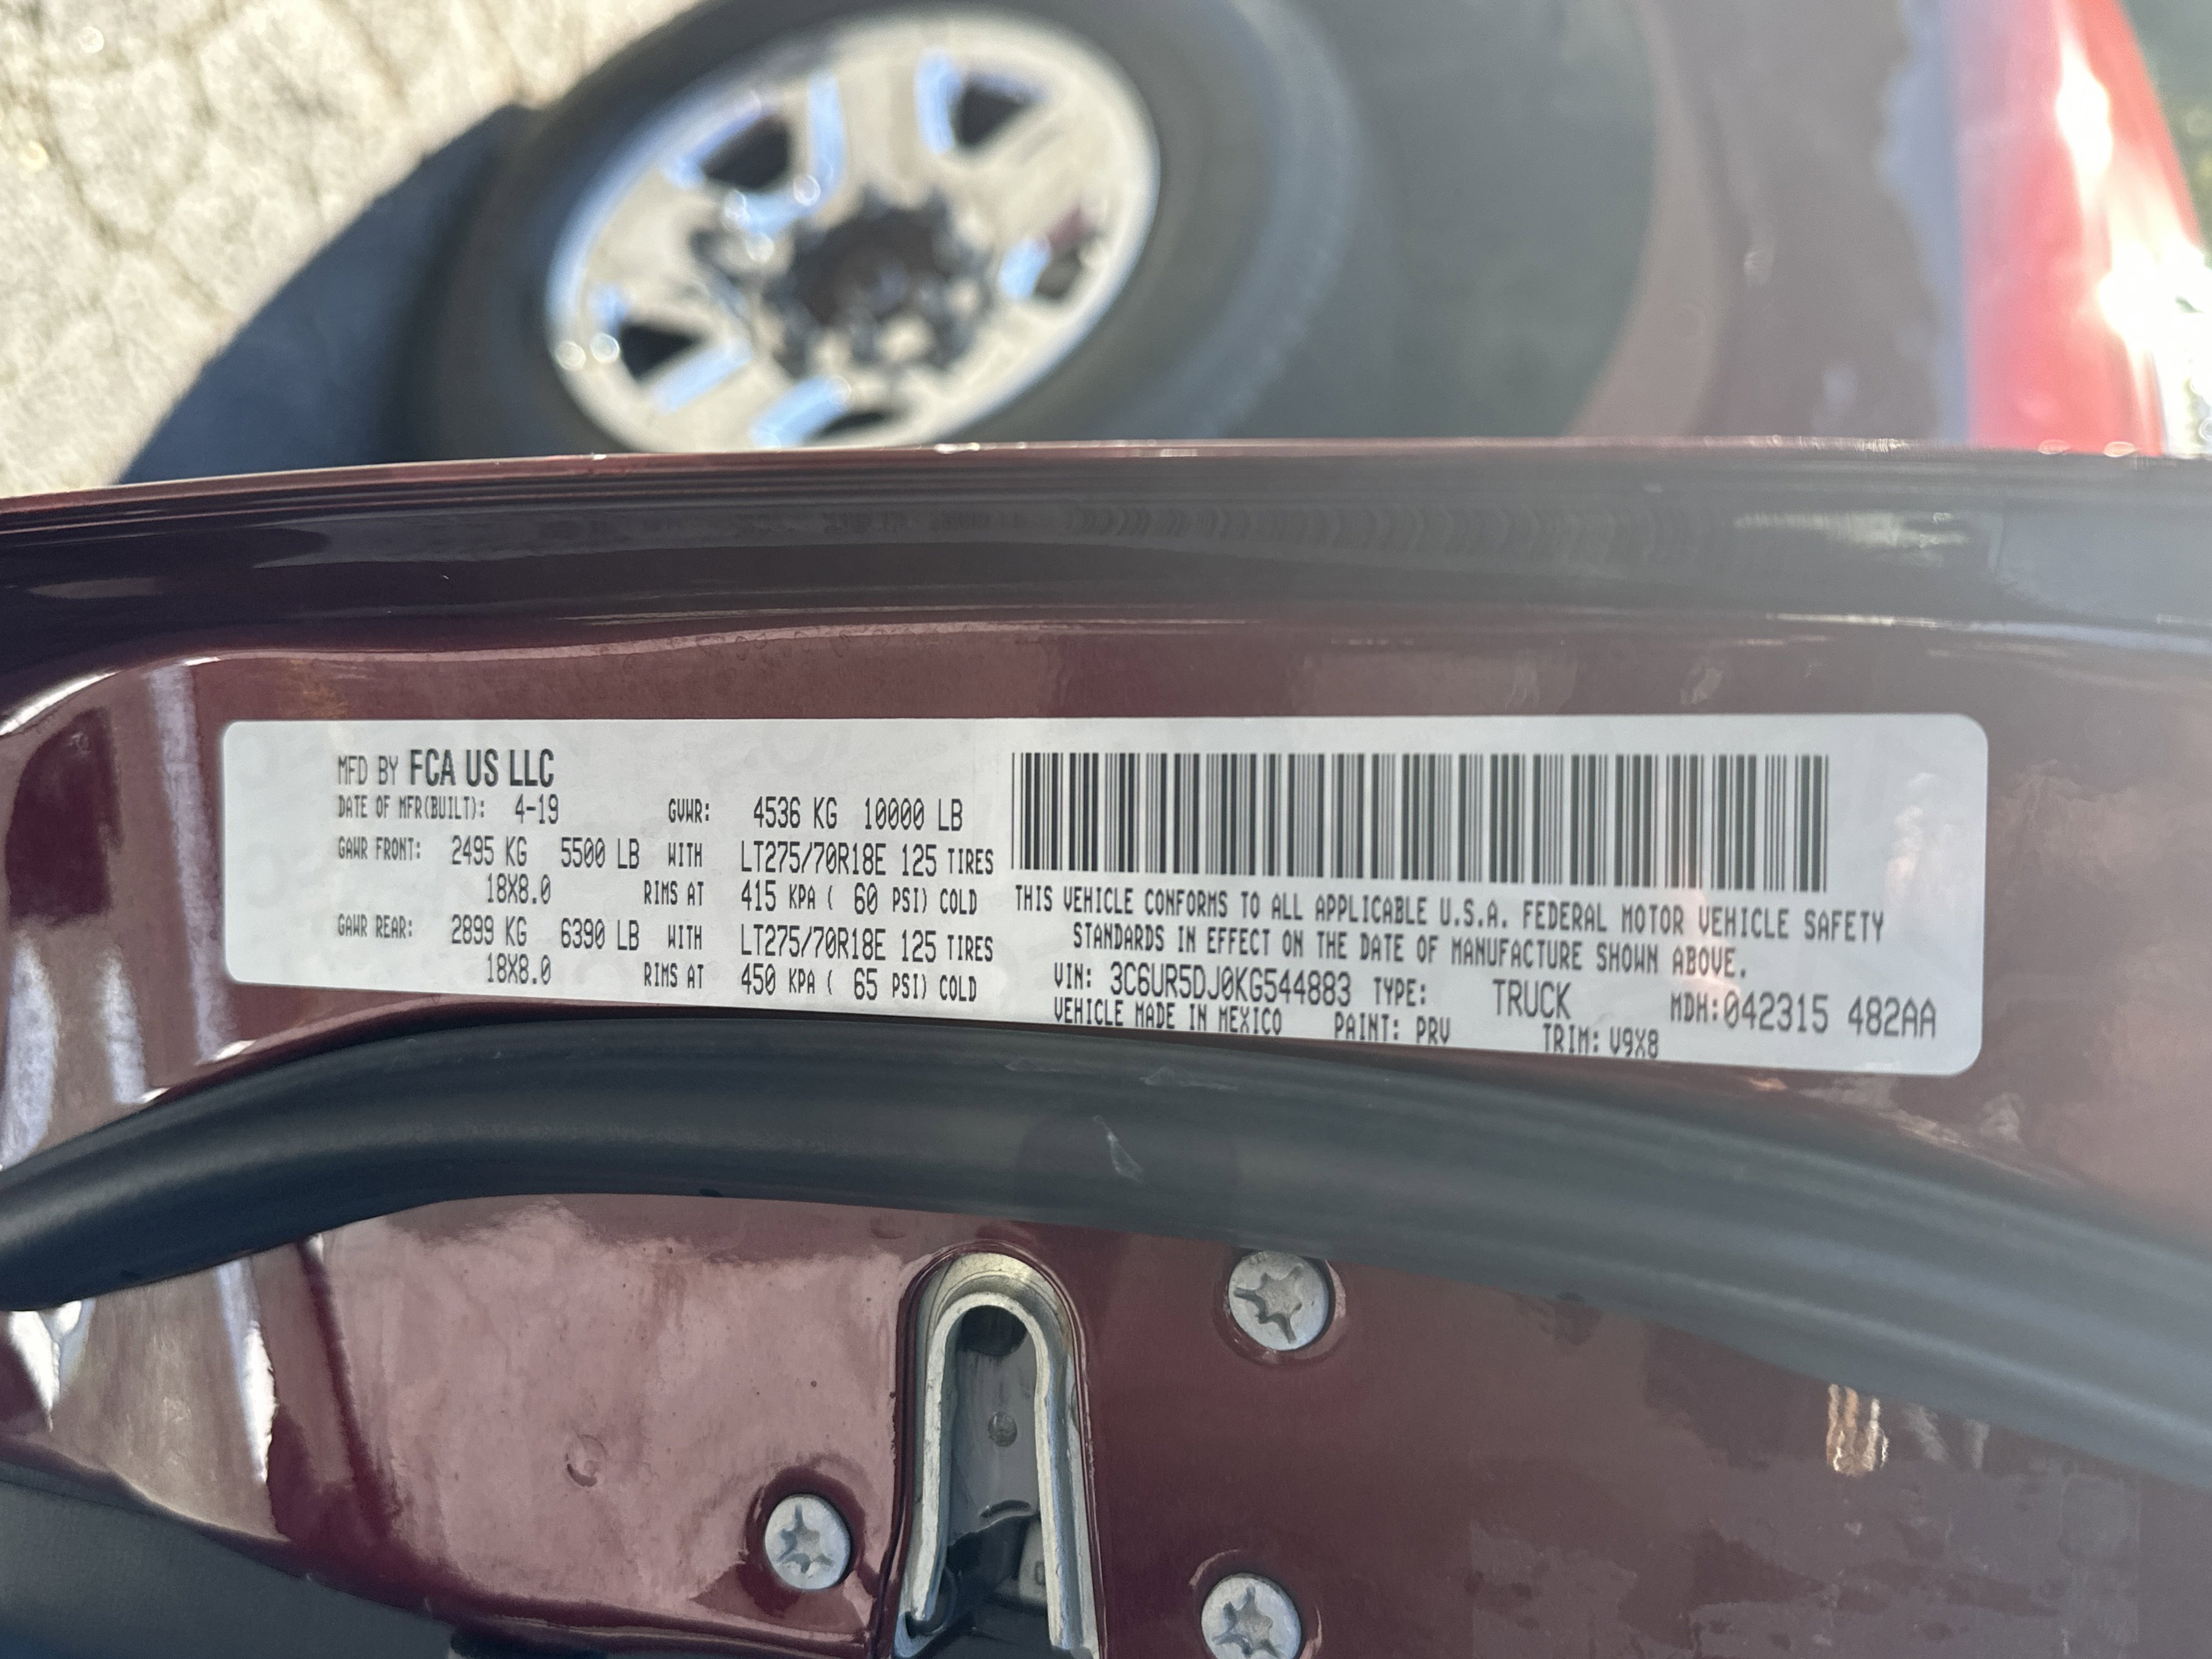 MFD BY FCA US LLC
DATE OF MFR(BUILT): 4-19 GVWR: 4536 KG 10000 LB
GAWR FRONT: 2495 KG 5500 LB WITH LT275/70R18E 125 TIRES
18X8.0 RIMS AT 415 KPA ( 60 PSI) COLD
GAWR REAR: 2899 KG 6390 LB WITH LT275/70R18E 125 TIRES
18X8.0 RIMS AT 450 KPA ( 65 PSI) COLD
THIS VEHICLE CONFORMS TO ALL APPLICABLE U.S.A. FEDERAL MOTOR VEHICLE SAFETY
STANDARDS IN EFFECT ON THE DATE OF MANUFACTURE SHOWN ABOVE.
VIN: 3C6UR5DJ0KG544883 TYPE: TRUCK MDH:042315 482AA
VEHICLE MADE IN MEXICO PAINT: PRV TRIM: V9X8